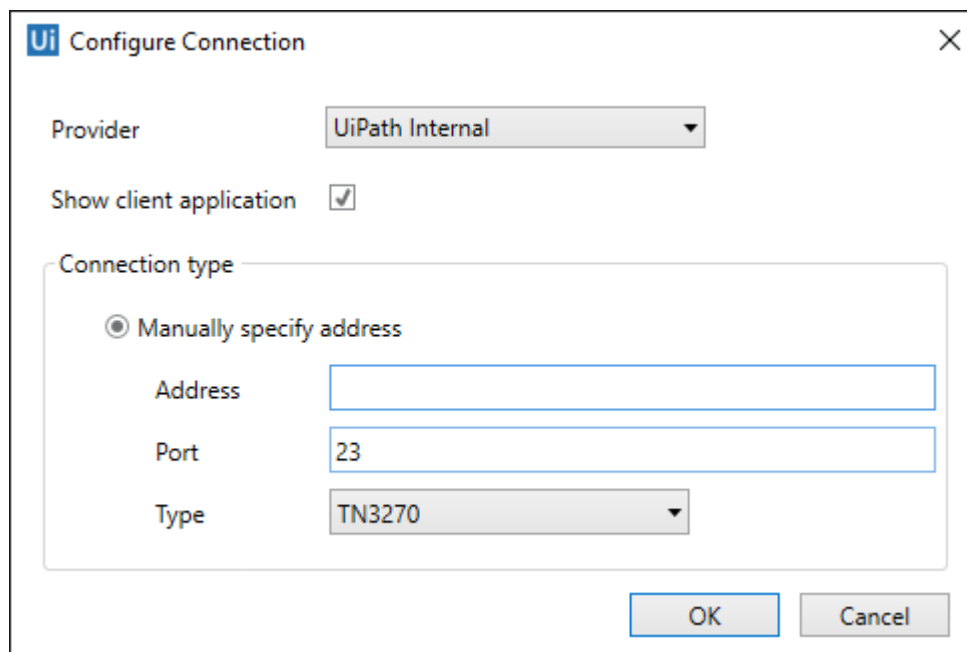 Ui Configure Connection
Provider UiPath Internal
Show client application
Connection type
Manually specify address
Address
Port 23
Type TN3270
OK Cancel